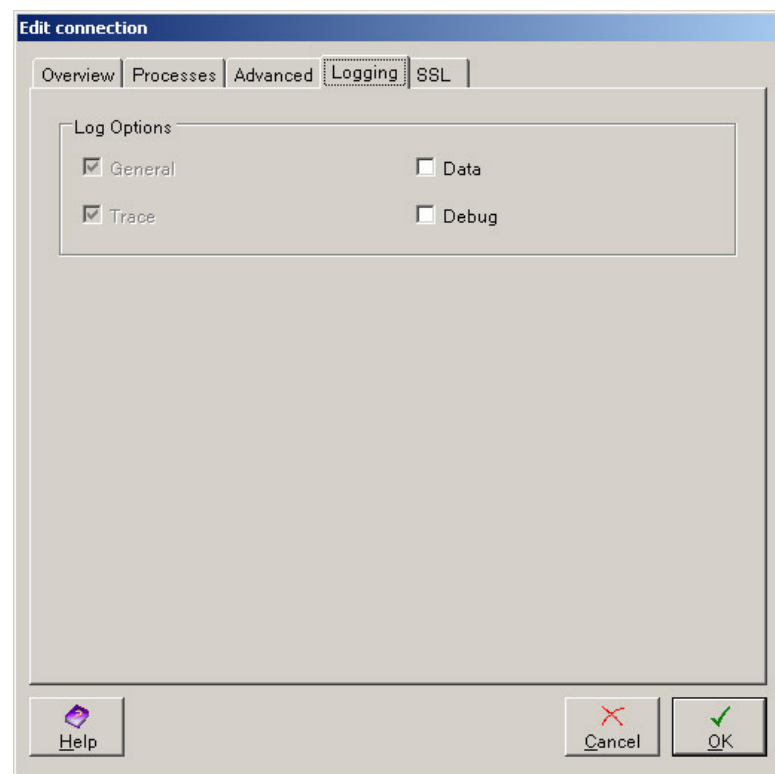 Edit connection
Overview Processes Advanced Logging SSL
Log Options
General Data
Trace Debug
Help Cancel OK